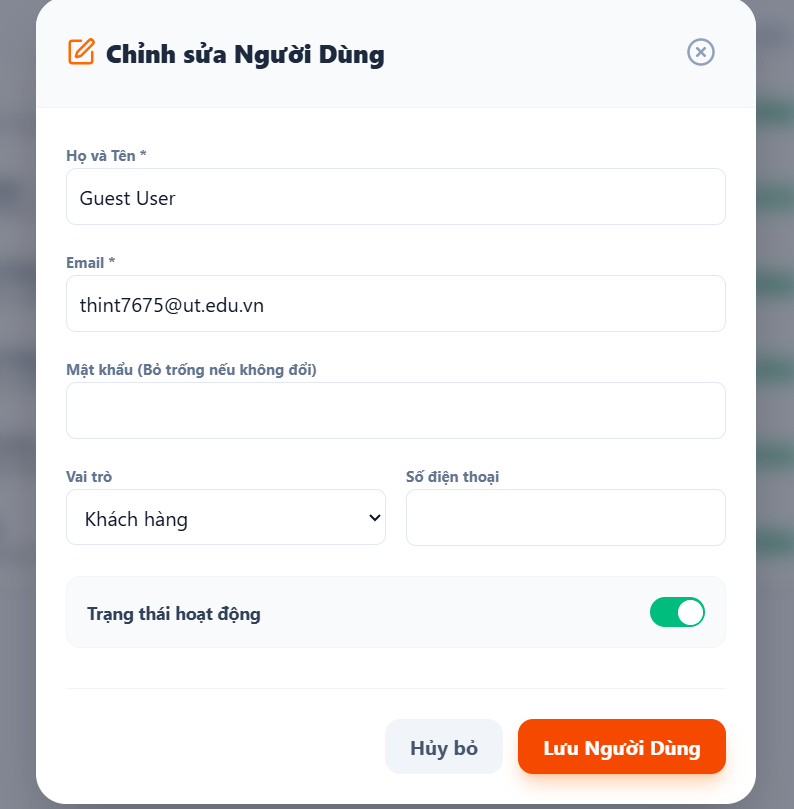 Chỉnh sửa Người Dùng
Họ và Tên *
Guest User
Email *
thint7675@ut.edu.vn
Mật khẩu (Bỏ trống nếu không đổi)
Vai trò
Số điện thoại
Khách hàng
Trạng thái hoạt động
Hủy bỏ
Lưu Người Dùng